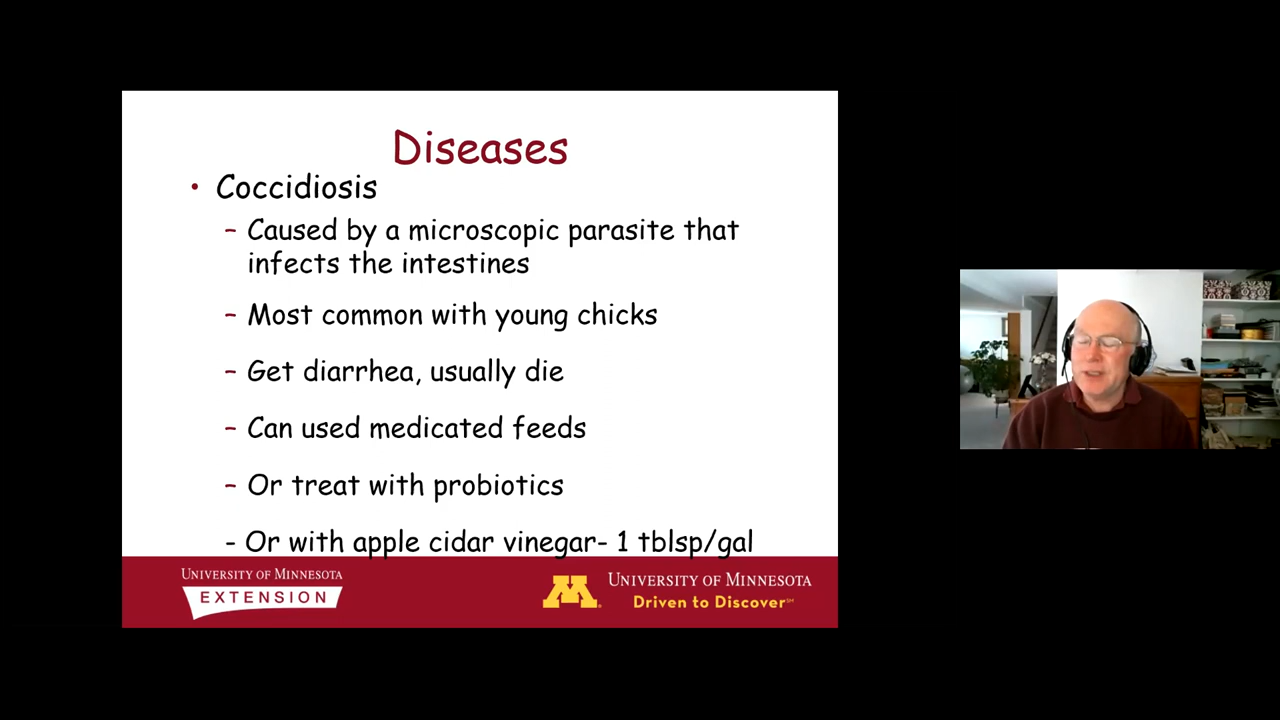 Diseases
• Coccidiosis
– Caused by a microscopic parasite that
infects the intestines
– Most common with young chicks
– Get diarrhea, usually die
– Can used medicated feeds
– Or treat with probiotics
- Or with apple cidar vinegar- 1 tblsp/gal
UNIVERSITY OF MINNESOTA
EXTENSION
M
UNIVERSITY OF MINNESOTA
Driven to Discover℠